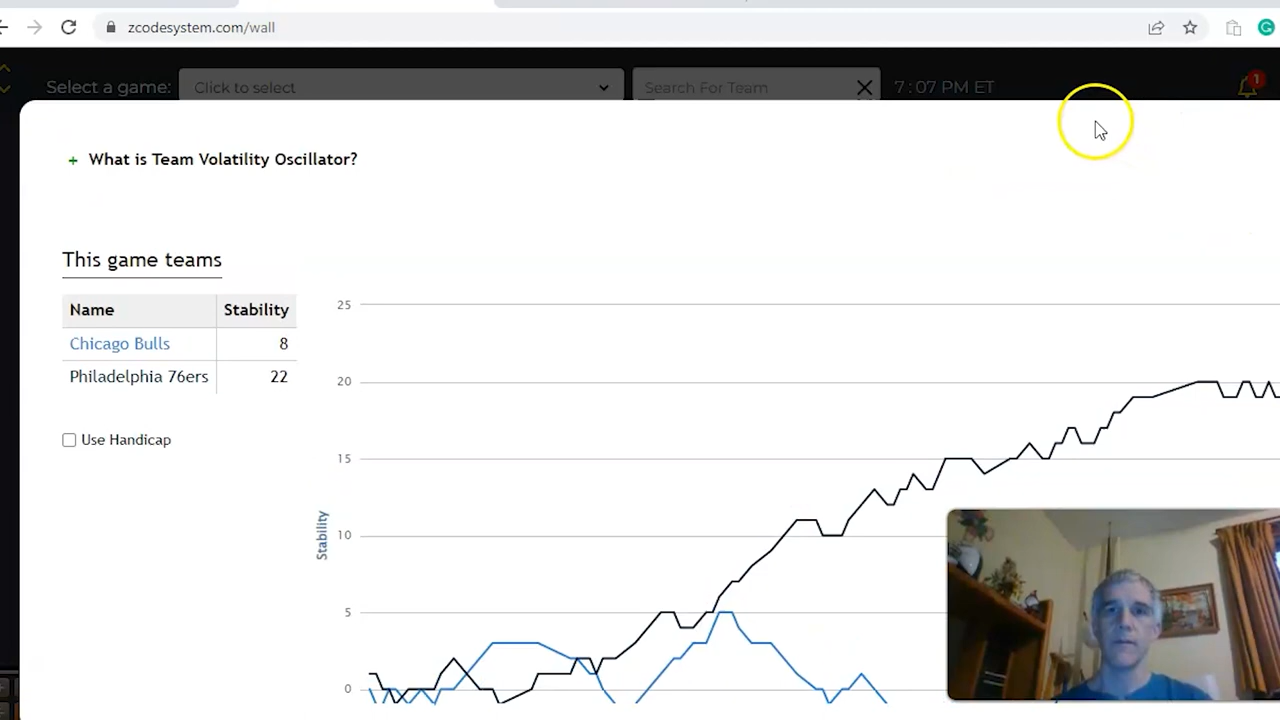 zcodesystem.com/wall
Select a game: Click to select Search For Team 7:07 PM ET 1
+ What is Team Volatility Oscillator?
This game teams
Name Stability
Chicago Bulls 8
Philadelphia 76ers 22
Use Handicap
25
20
15
10
5
0
Stability